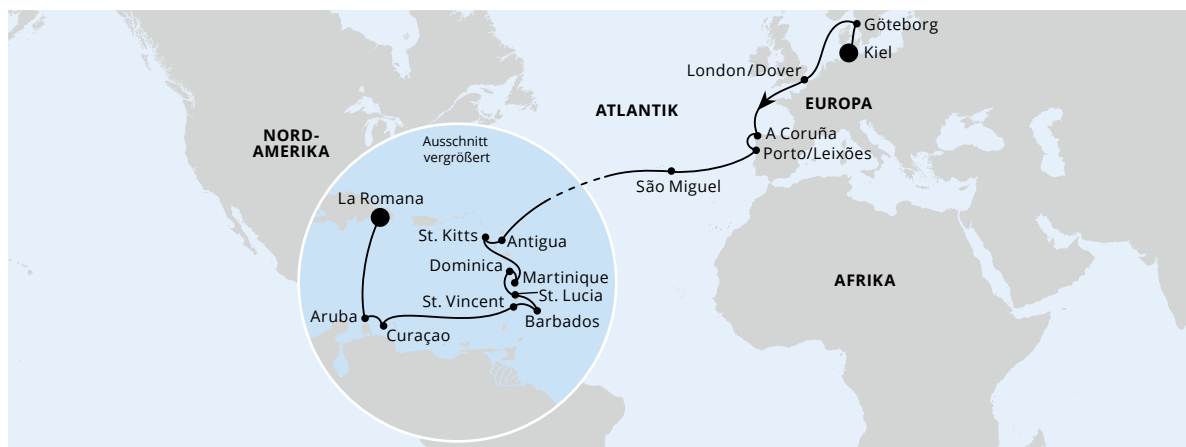 Göteborg
Kiel
London/Dover
ATLANTIK
EUROPA
NORD-
AMERIKA
A Coruña
Porto/Leixões
Ausschnitt
vergrößert
São Miguel
La Romana
St. Kitts
Antigua
Dominica
Martinique
St. Lucia
St. Vincent
Barbados
Aruba
Curaçao
AFRIKA